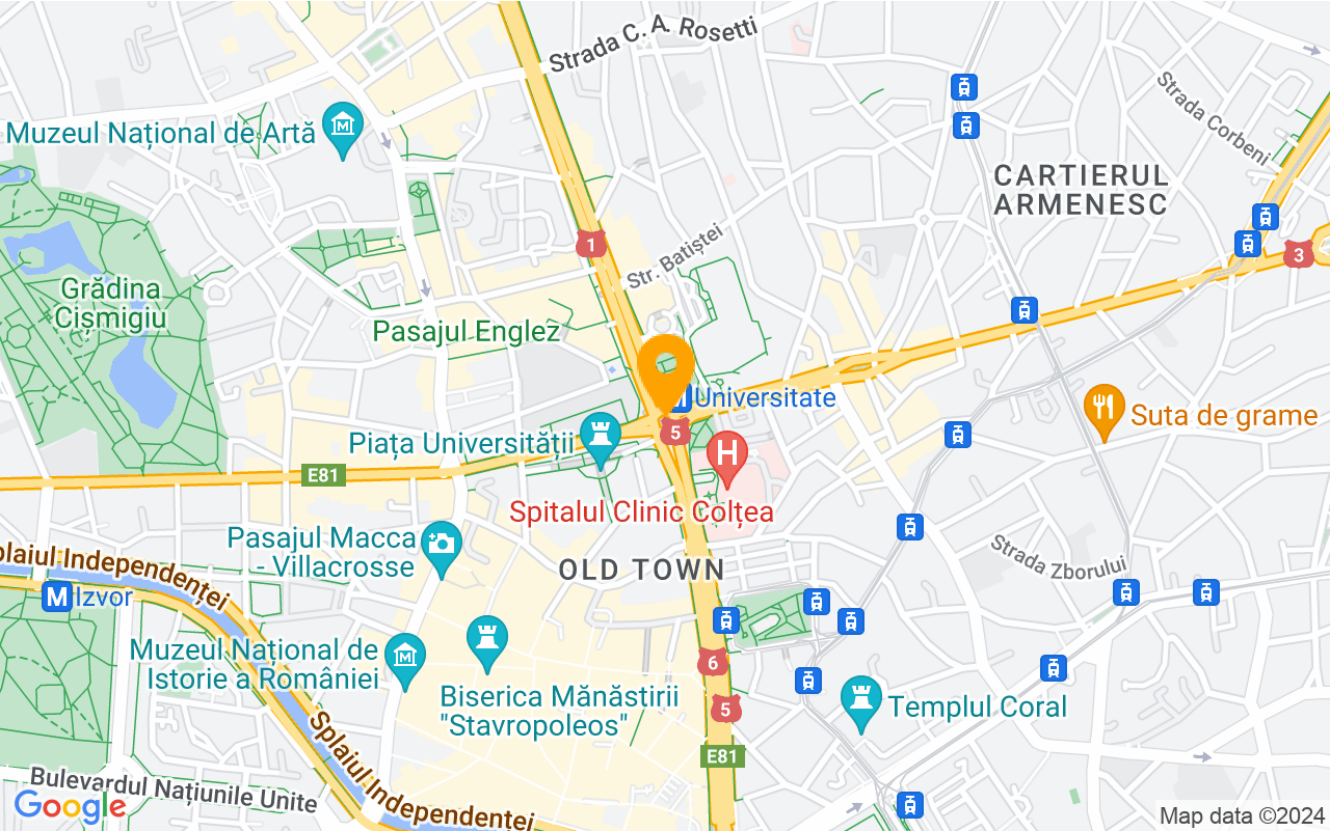 Strada C. A. Rosetti
Strada Corbeni
Muzeul Național de Artă
CARTIERUL
ARMENESC
1
Str. Batiștei
3
Grădina
Cișmigiu
Pasajul Englez
M Universitate
Suta de grame
5
Piața Universității
H
E81
Spitalul Clinic Colțea
Pasajul Macca
- Villacrosse
OLD TOWN
Strada Zborului
plaiul Independenței
M Izvor
Muzeul Național de
Istorie a României
6
Biserica Mănăstirii
"Stavropoleos"
5
Templul Coral
E81
Splaiul Independenței
Bulevardul Națiunile Unite
Google
Map data ©2024